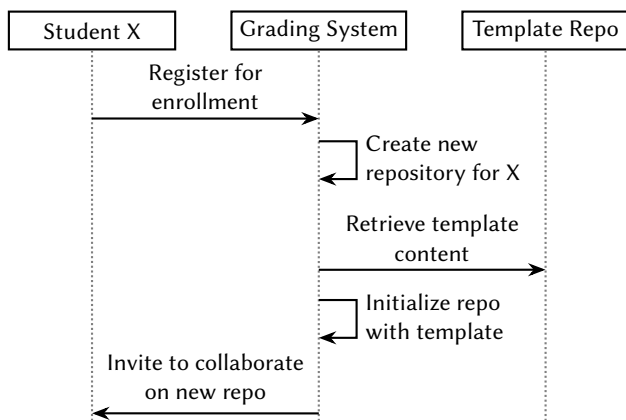 Student X
Grading System
Template Repo
Register for
enrollment
Create new
repository for X
Retrieve template
content
Initialize repo
with template
Invite to collaborate
on new repo